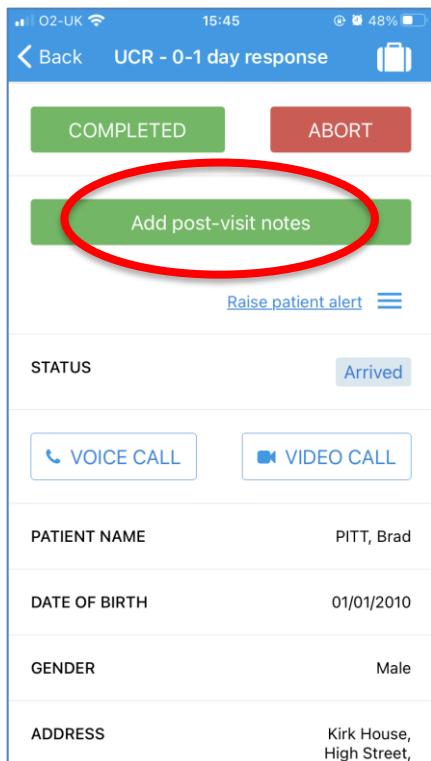 O2-UK 15:45 48%
Back UCR - 0-1 day response
COMPLETED ABORT
Add post-visit notes
Raise patient alert
STATUS Arrived
VOICE CALL VIDEO CALL
PATIENT NAME PITT, Brad
DATE OF BIRTH 01/01/2010
GENDER Male
ADDRESS Kirk House,
High Street,